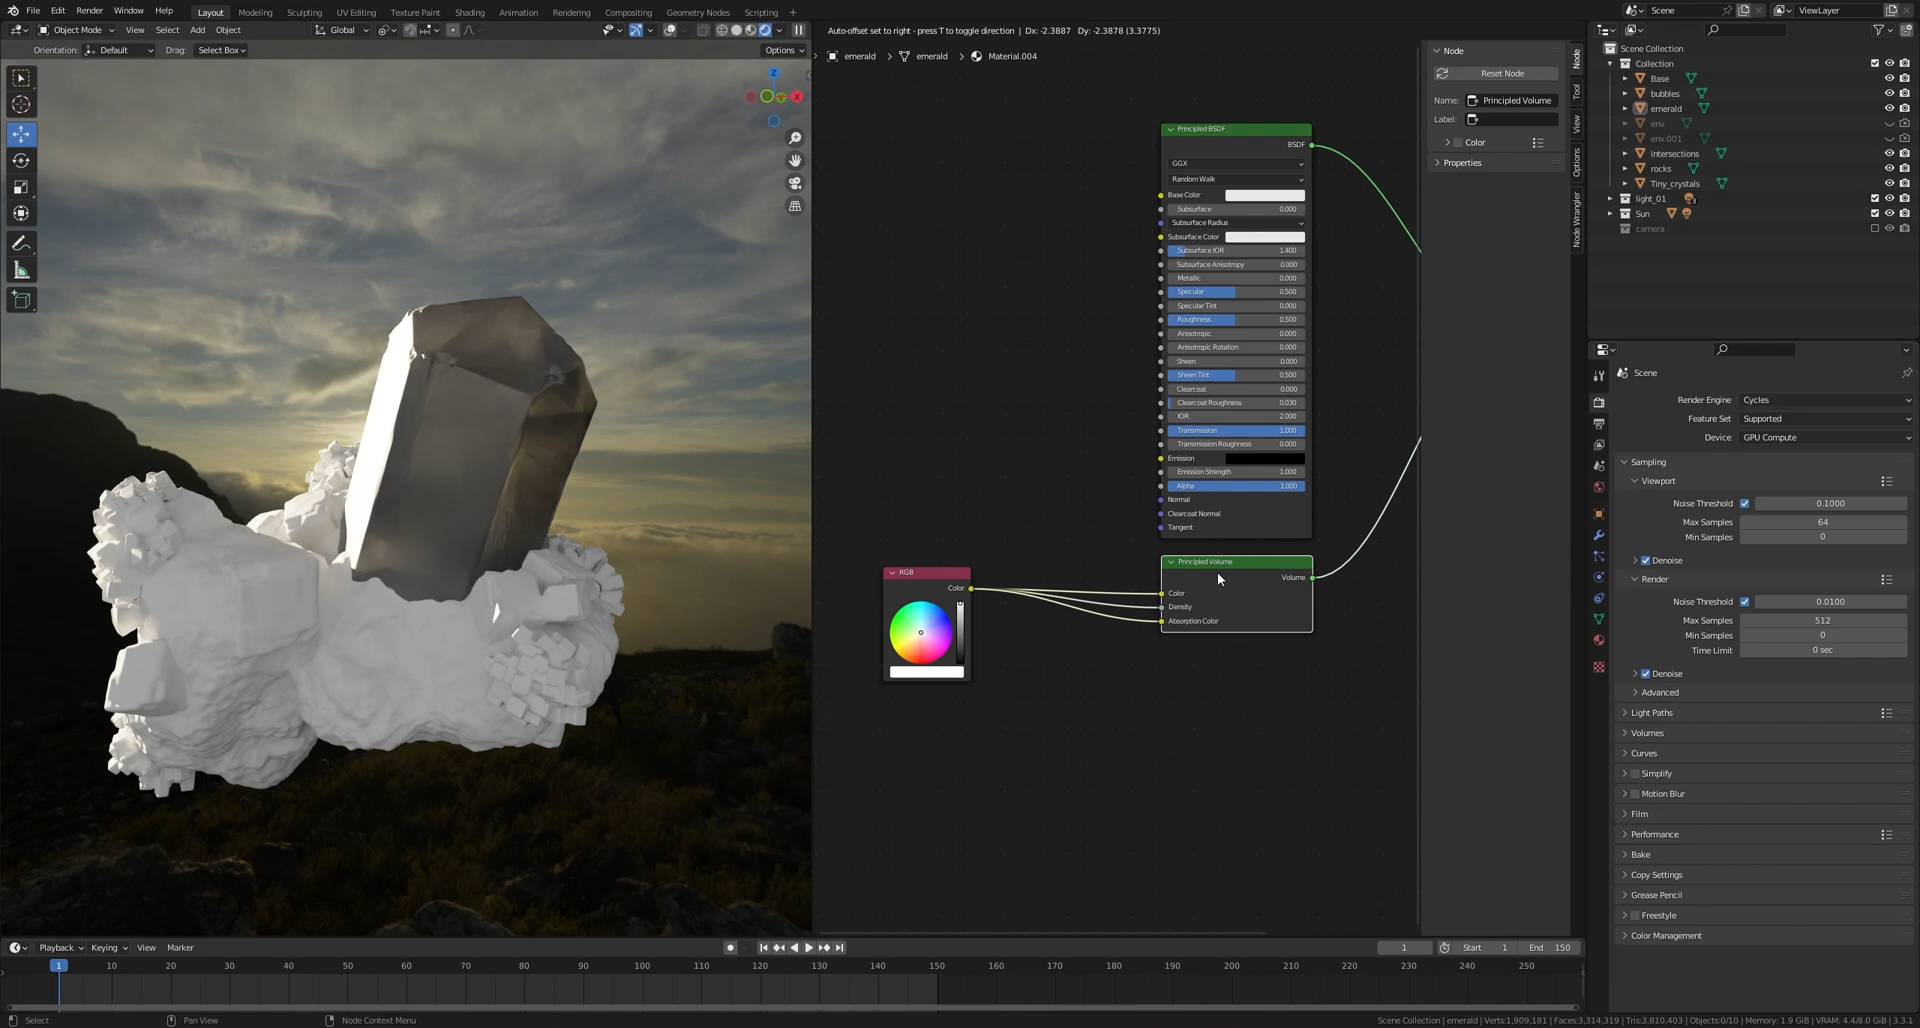 File Edit Render Window Help Layout Modeling Sculpting UV Editing Texture Paint Shading Animation Rendering Compositing Geometry Nodes Scripting + Scene ViewLayer
Object Mode View Select Add Object Global
Auto-offset set to right - press T to toggle direction | Dx: -2.3887 Dy: -2.3878 (3.3775)
Orientation: Default Drag: Select Box Options
emerald > emerald > Material.004
Z
X
Principled BSDF
BSDF
GGX
Random Walk
Base Color
Subsurface 0.000
Subsurface Radius
Subsurface Color
Subsurface IOR 1.400
Subsurface Anisotropy 0.000
Metallic 0.000
Specular 0.500
Specular Tint 0.000
Roughness 0.500
Anisotropic 0.000
Anisotropic Rotation 0.000
Sheen 0.000
Sheen Tint 0.500
Clearcoat 0.000
Clearcoat Roughness 0.030
IOR 2.000
Transmission 1.000
Transmission Roughness 0.000
Emission
Emission Strength 1.000
Alpha 1.000
Normal
Clearcoat Normal
Tangent
RGB
Color
Principled Volume
Volume
Color
Density
Absorption Color
Node
Reset Node
Name: Principled Volume
Label:
Color
Properties
Node
Tool
View
Options
Node Wrangler
Scene Collection
Collection
Base
bubbles
emerald
env
env.001
intersections
rocks
Tiny_crystals
light_01 3
Sun
camera
Scene
Render Engine Cycles
Feature Set Supported
Device GPU Compute
Sampling
Viewport
Noise Threshold 0.1000
Max Samples 64
Min Samples 0
Denoise
Render
Noise Threshold 0.0100
Max Samples 512
Min Samples 0
Time Limit 0 sec
Denoise
Advanced
Light Paths
Volumes
Curves
Simplify
Motion Blur
Film
Performance
Bake
Copy Settings
Grease Pencil
Freestyle
Color Management
Playback Keying View Marker 1 Start 1 End 150
1 10 20 30 40 50 60 70 80 90 100 110 120 130 140 150 160 170 180 190 200 210 220 230 240 250
Select Pan View Node Context Menu Scene Collection | emerald | Verts:1,909,181 | Faces:3,314,319 | Tris:3,810,403 | Objects:0/10 | Memory: 1.9 GiB | VRAM: 4.4/8.0 GiB | 3.3.1